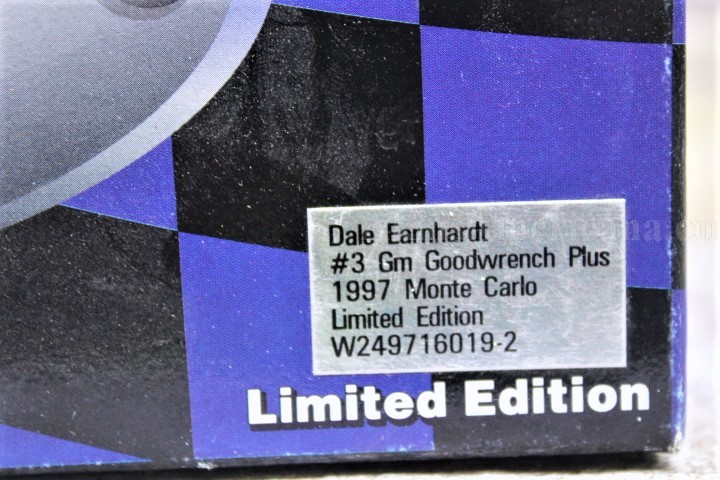 Dale Earnhardt
#3 Gm Goodwrench Plus
1997 Monte Carlo
Limited Edition
W249716019-2
Limited Edition